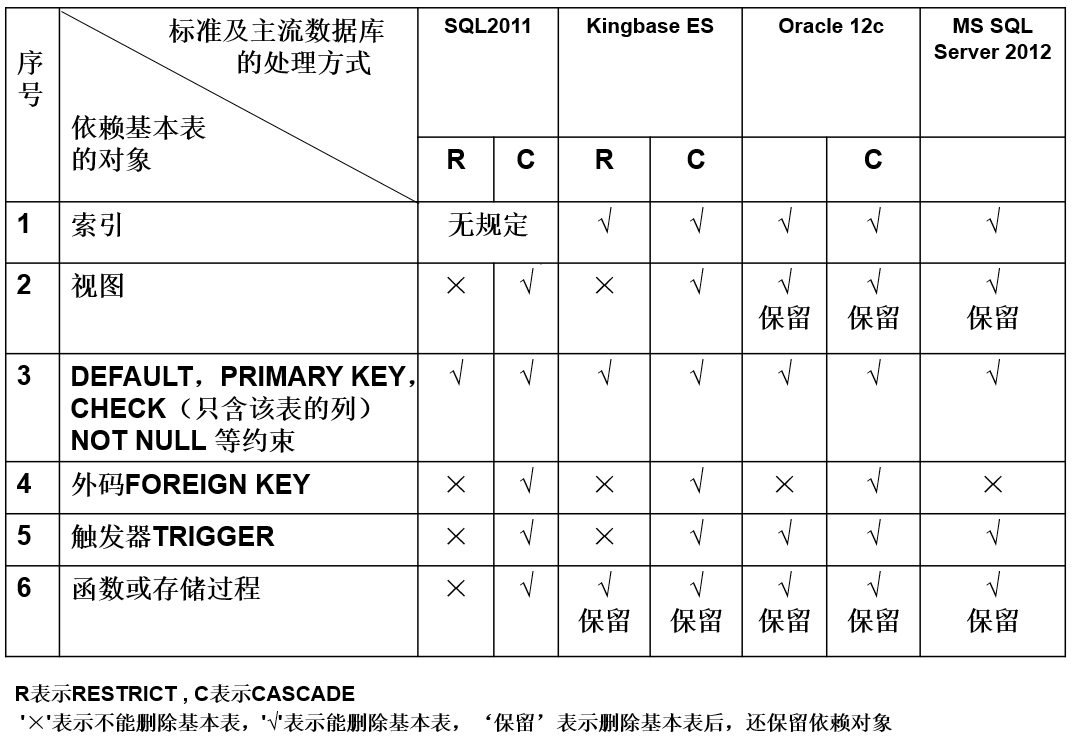 标准及主流数据库
的处理方式
SQL2011
Kingbase ES
Oracle 12c
MS SQL
Server 2012
序
号
依赖基本表
的对象
R C R C C
1 索引 无规定 √ √ √ √ √
2 视图 × √ × √ √ √ √
保留 保留 保留
3 DEFAULT，PRIMARY KEY， √ √ √ √ √ √ √
CHECK（只含该表的列）
NOT NULL 等约束
4 外码FOREIGN KEY × √ × √ × √ ×
5 触发器TRIGGER × √ × √ √ √ √
6 函数或存储过程 × √ √ √ √ √ √
保留 保留 保留 保留 保留
R表示RESTRICT , C表示CASCADE
'×'表示不能删除基本表，'√'表示能删除基本表，‘保留’表示删除基本表后，还保留依赖对象